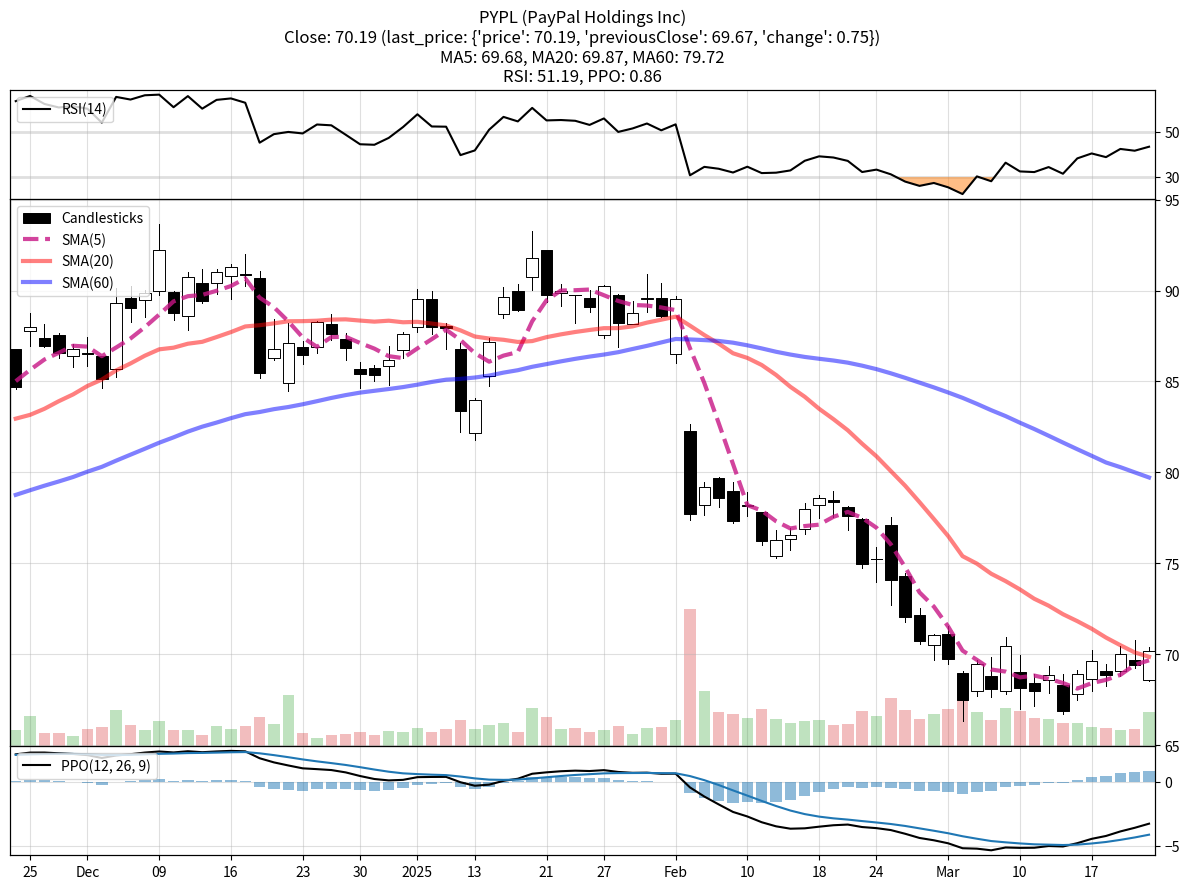 PYPL (PayPal Holdings Inc)
Close: 70.19 (last_price: {'price': 70.19, 'previousClose': 69.67, 'change': 0.75})
MA5: 69.68, MA20: 69.87, MA60: 79.72
RSI: 51.19, PPO: 0.86
RSI(14)
50
30
95
Candlesticks
SMA(5)
SMA(20)
SMA(60)
90
85
80
75
70
65
PPO(12, 26, 9)
0
−5
25 Dec 09 16 23 30 2025 13 21 27 Feb 10 18 24 Mar 10 17